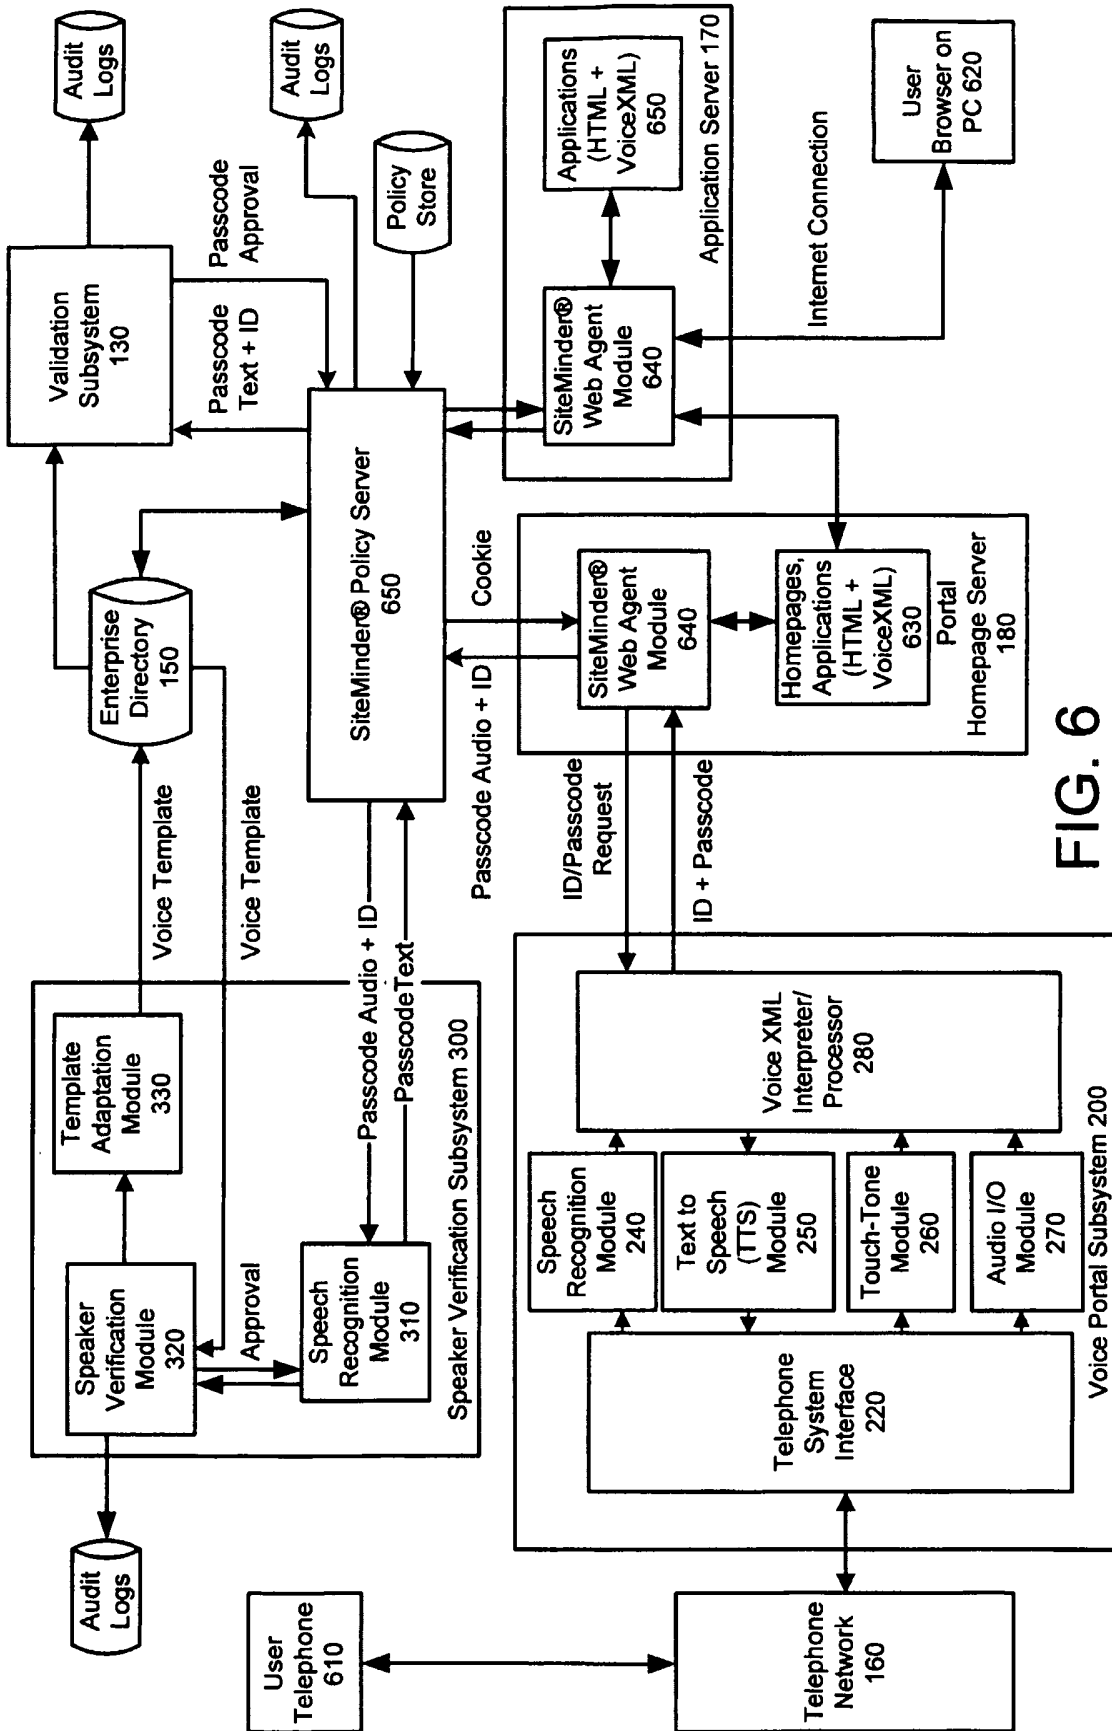 Audit
Logs
Speaker
Verification
Module
320
Template
Adaptation
Module
330
Approval
Speech
Recognition
Module
310
Speaker Verification Subsystem 300
Voice Template
Voice Template
Passcode Audio + ID
PasscodeText
Enterprise
Directory
150
Validation
Subsystem
130
Audit
Logs
Passcode
Text + ID
Passcode
Approval
Audit
Logs
Policy
Store
SiteMinder® Policy Server
650
User
Telephone
610
Telephone
Network
160
Telephone
System
Interface
220
Speech
Recognition
Module
240
Text to
Speech
(TTS)
Module
250
Touch-Tone
Module
260
Audio I/O
Module
270
Voice XML
Interpreter/
Processor
280
Voice Portal Subsystem 200
ID/Passcode
Request
ID + Passcode
Passcode Audio + ID
Cookie
SiteMinder®
Web Agent
Module
640
Homepages,
Applications
(HTML +
VoiceXML)
630
Portal
Homepage Server
180
SiteMinder®
Web Agent
Module
640
Applications
(HTML +
VoiceXML)
650
Application Server 170
Internet Connection
User
Browser on
PC 620
FIG. 6